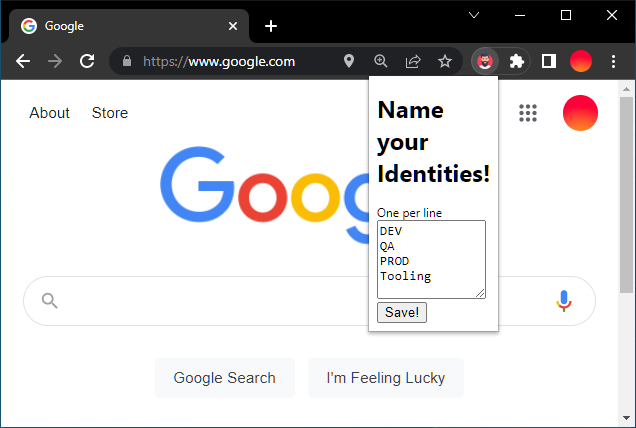 Google
https://www.google.com
About
Store
Google
Name
your
Identities!
One per line
DEV
QA
PROD
Tooling
Save!
Google Search
I'm Feeling Lucky